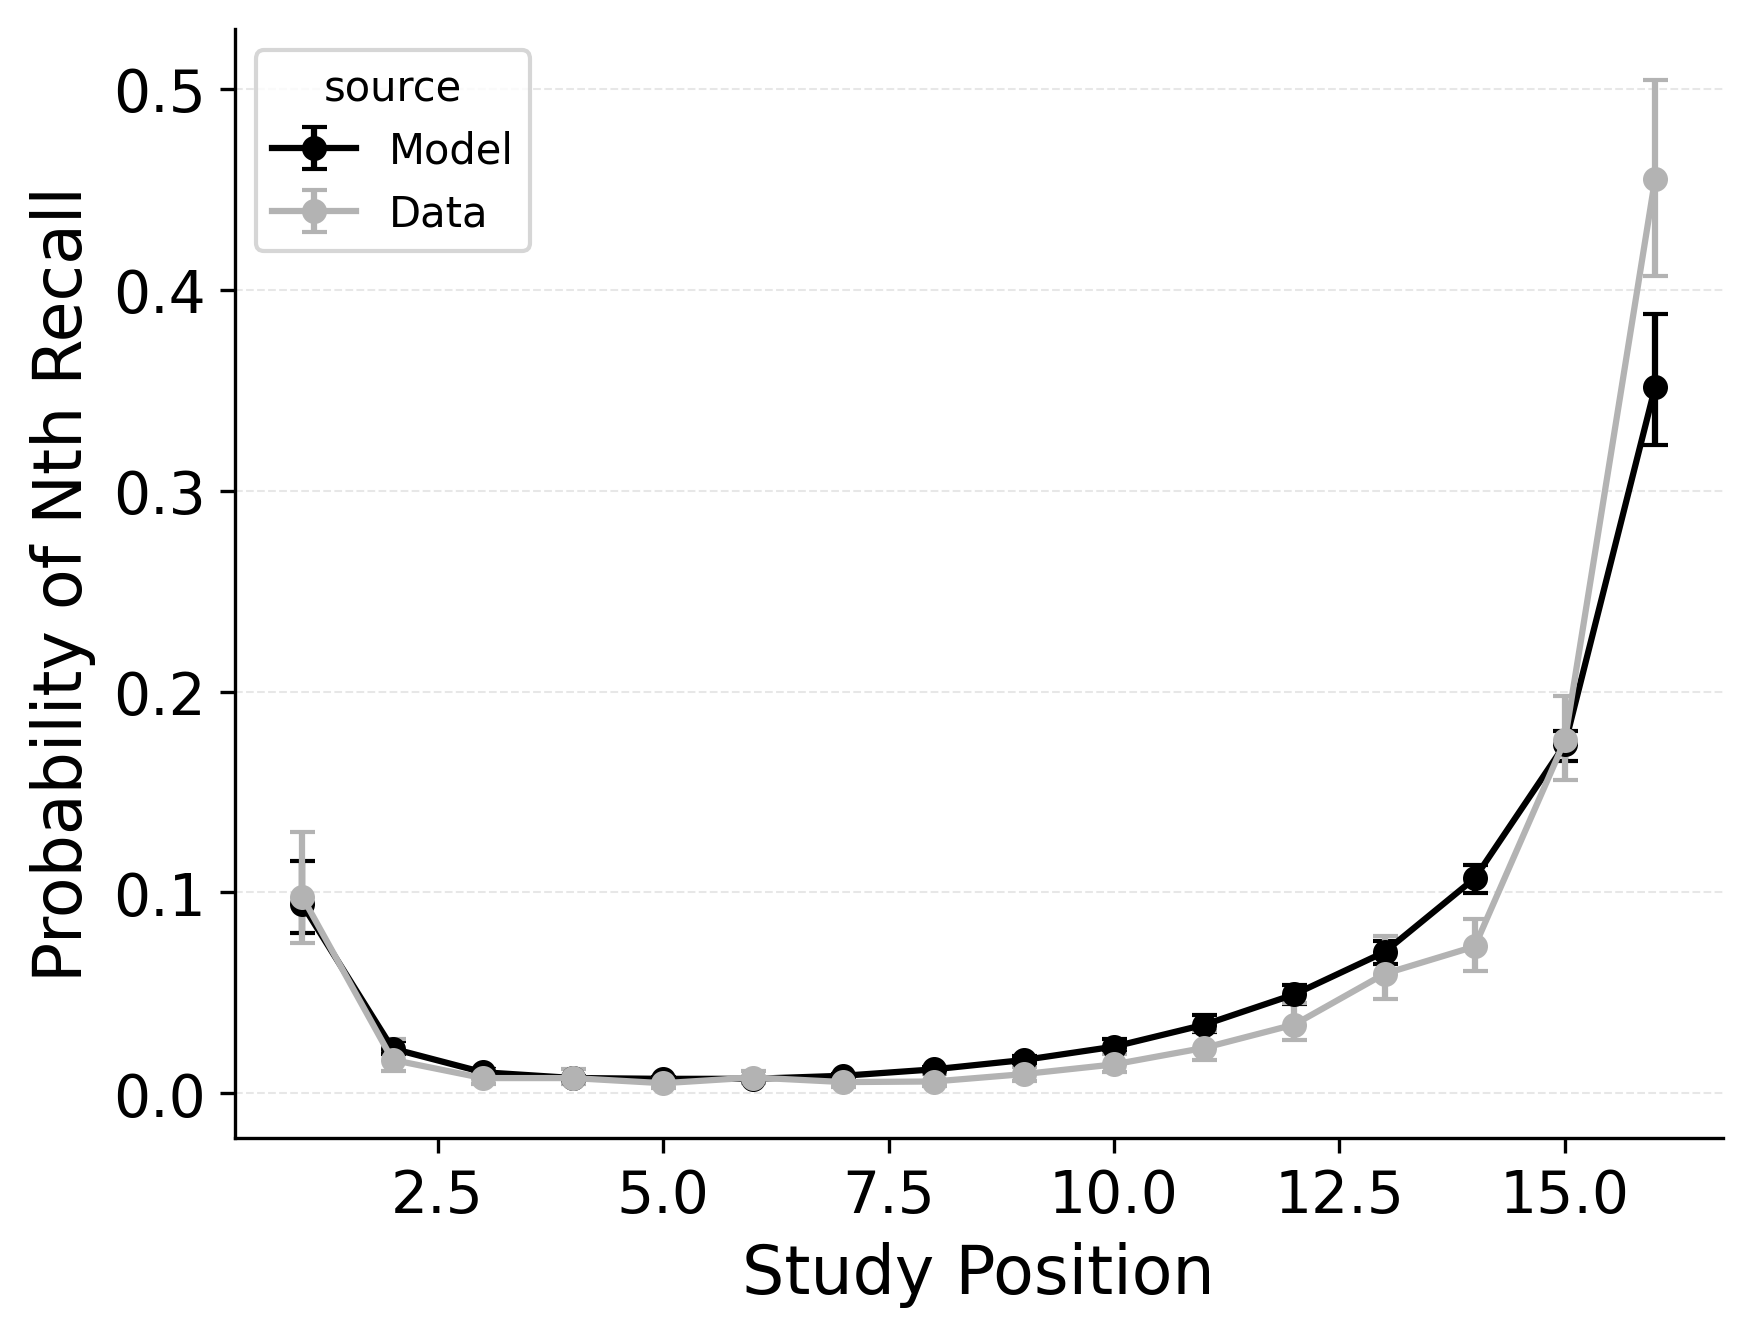 source
Model
Data
0.5
0.4
0.3
0.2
0.1
0.0
Probability of Nth Recall
2.5 5.0 7.5 10.0 12.5 15.0
Study Position